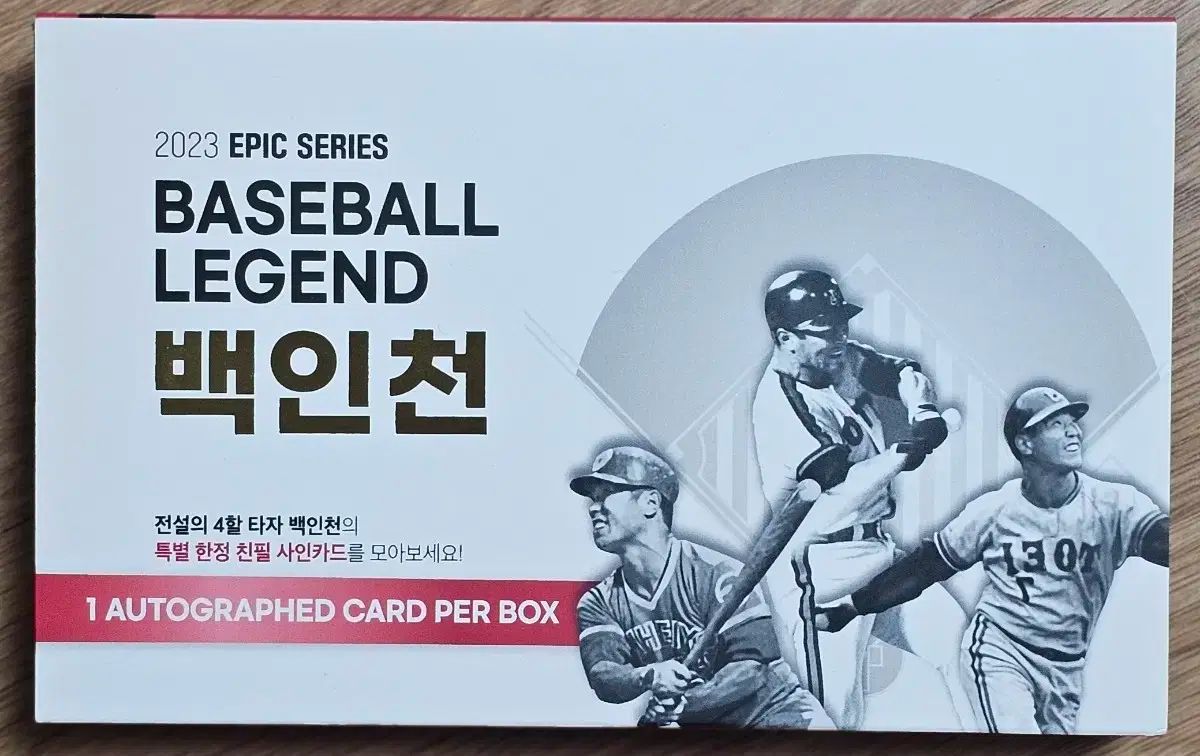 2023 EPIC SERIES
BASEBALL
LEGEND
백인천
전설의 4할 타자 백인천의
특별 한정 친필 사인카드를 모아보세요!
1 AUTOGRAPHED CARD PER BOX